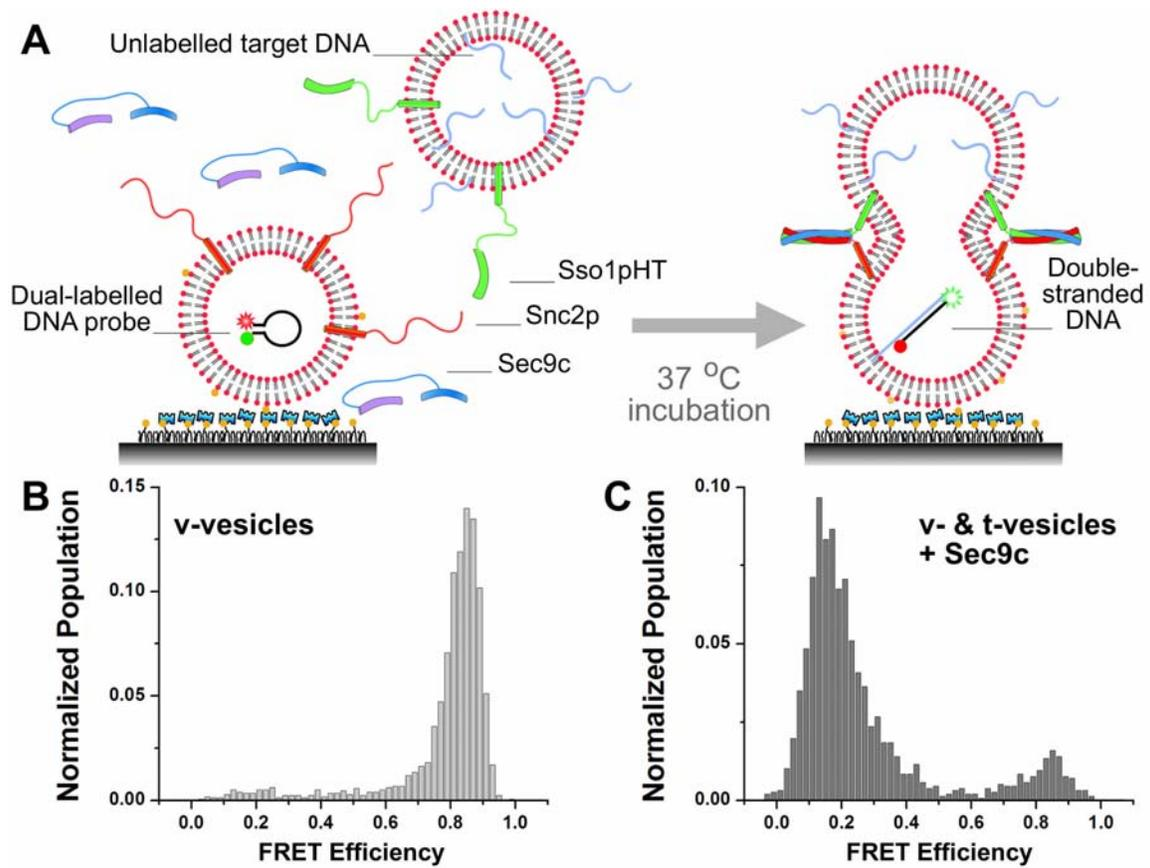 A
Unlabelled target DNA
Dual-labelled
DNA probe
Sso1pHT
Snc2p
Sec9c
37 °C
incubation
Double-
stranded
DNA
B
v-vesicles
Normalized Population
0.15
0.10
0.05
0.00
0.0 0.2 0.4 0.6 0.8 1.0
FRET Efficiency
C
v- & t-vesicles
+ Sec9c
Normalized Population
0.10
0.05
0.00
0.0 0.2 0.4 0.6 0.8 1.0
FRET Efficiency